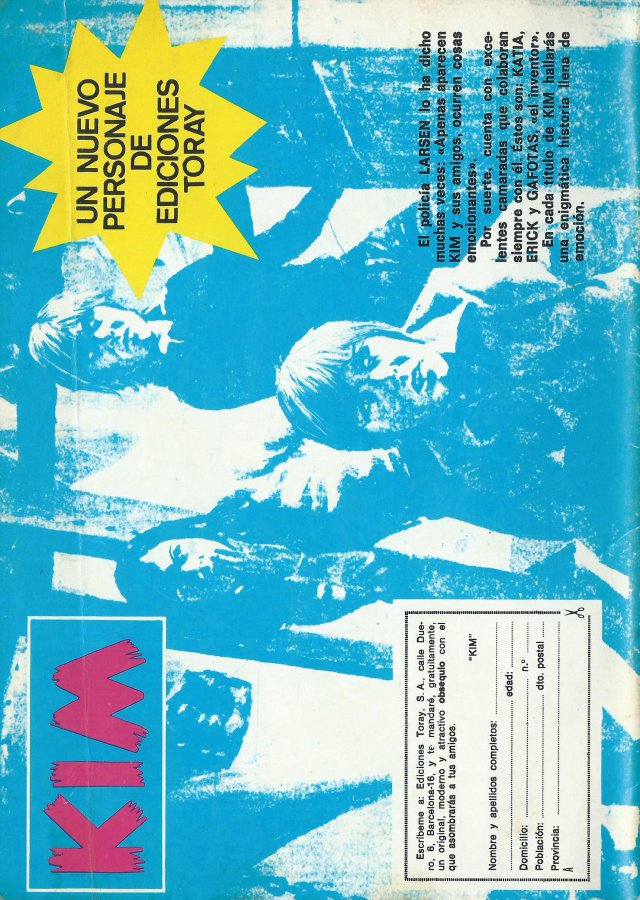 KIM
UN NUEVO
PERSONAJE
DE
EDICIONES
TORAY
El policía LARSEN lo ha dicho
muchas veces: «Apenas aparecen
KIM y sus amigos, ocurren cosas
emocionantes».
Por suerte, cuenta con exce-
lentes camaradas que colaboran
siempre con él. Éstos son: KATIA,
ERICK y GAFOTAS, «el inventor».
En cada título de KIM hallarás
una enigmática historia llena de
emoción.
Escríbeme a: Ediciones Toray, S. A., calle Due-
ro, 6, Barcelona-16, y te mandaré, gratuitamente,
un original, moderno y atractivo obsequio con el
que asombrarás a tus amigos.
"KIM"
Nombre y apellidos completos:
edad:
Domicilio: n.º
Población: dto. postal
Provincia:
A